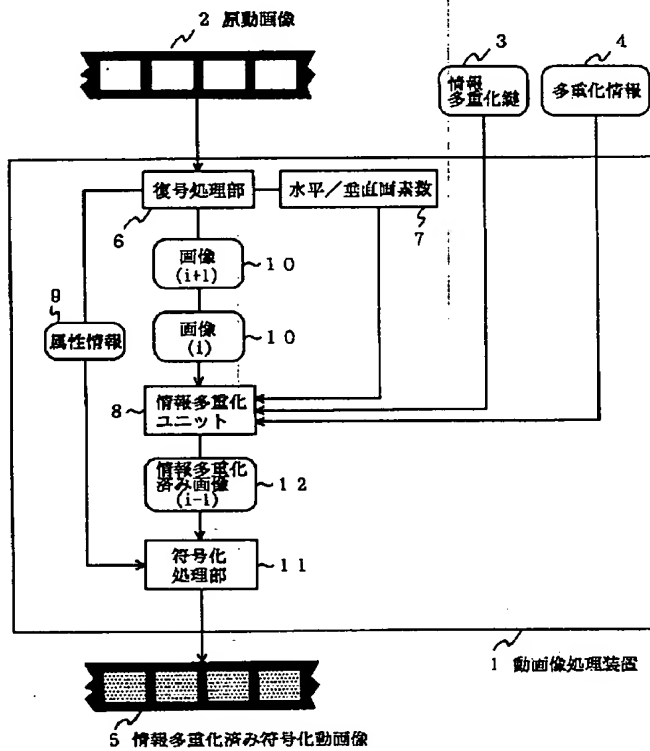 2 原動画像
3
4
情報
多重化鍵
多重化情報
復号処理部
水平／垂直画素数
6
7
画像
(i+1)
10
9
属性情報
画像
(i)
10
8
情報多重化
ユニット
情報多重化
済み画像
(i-1)
12
符号化
処理部
11
1 動画像処理装置
5 情報多重化済み符号化動画像